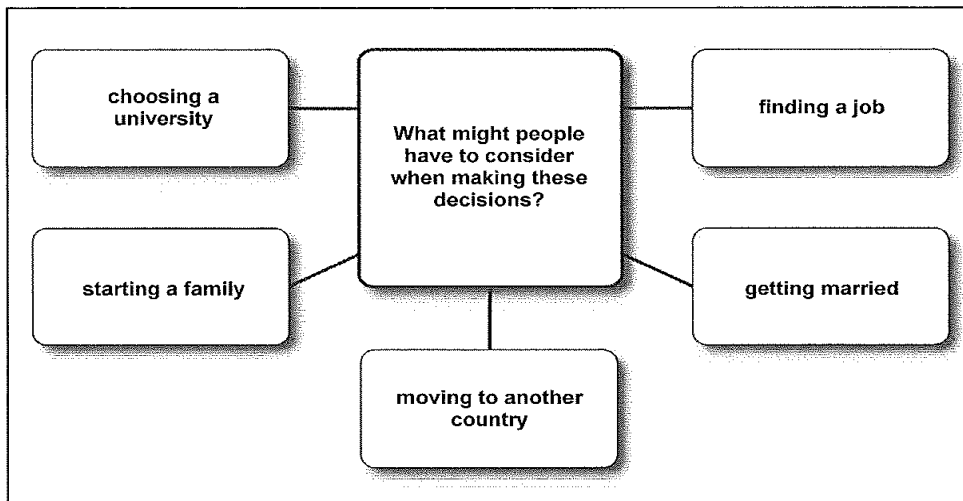 choosing a
university
What might people
have to consider
when making these
decisions?
finding a job
starting a family
getting married
moving to another
country